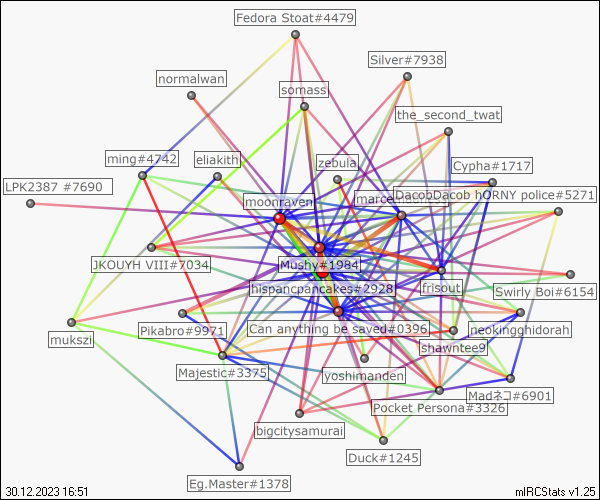 Fedora Stoat#4479
Silver#7938
normalwan
somass
the_second_twat
ming#4742
eliakith
zebula
Cypha#1717
LPK2387 #7690
moonraven
DacobDacob hORNY police#5271
JKOUYH VIII#7034
Mushy#1984
hispancpancakes#2928
frisout
Swirly Boi#6154
Pikabro#9971
Can anything be saved#0396
neokingghidorah
mukszi
shawntee9
Majestic#3375
yoshimanden
Madネコ#6901
Pocket Persona#3326
bigcitysamurai
Duck#1245
Eg.Master#1378
30.12.2023 16:51
mIRCStats v1.25